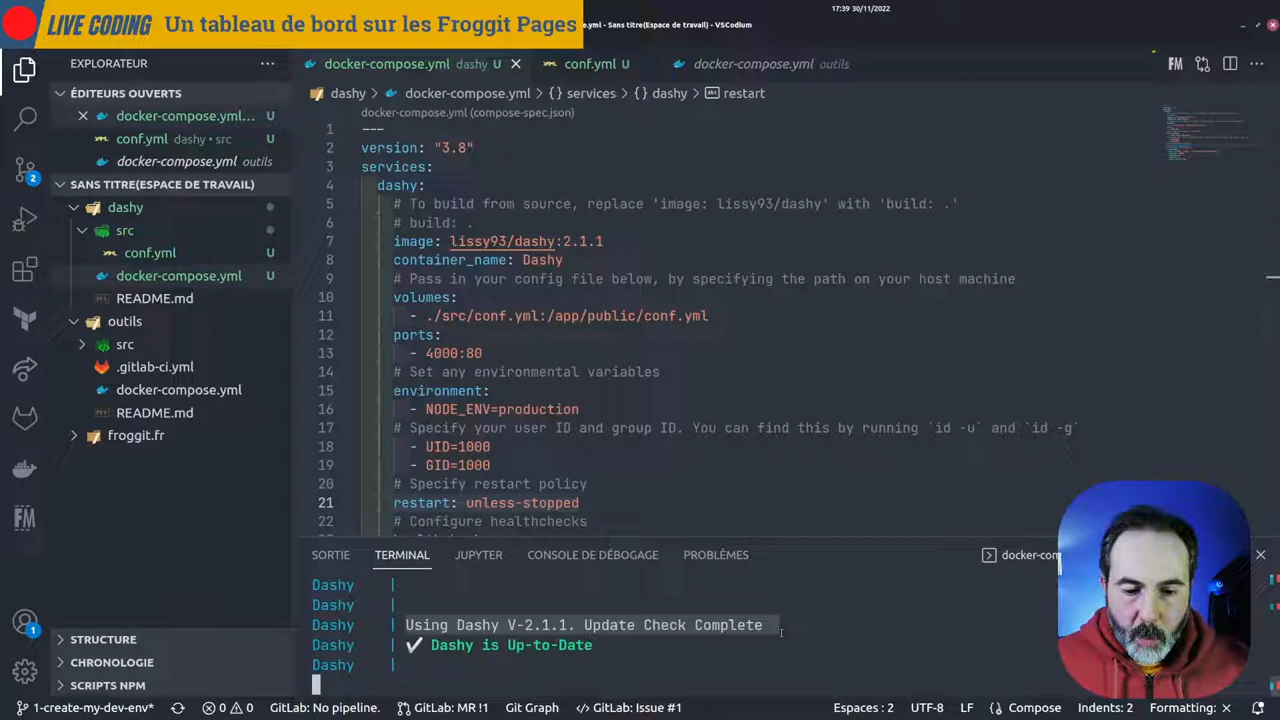 17:39 30/11/2022
LIVE CODING Un tableau de bord sur les Froggit Pages
e.yml - Sans titre(Espace de travail) - VSCodium
EXPLORATEUR
docker-compose.yml dashy U
conf.yml U
docker-compose.yml outils
FM
dashy > docker-compose.yml > {} services > {} dashy > restart
ÉDITEURS OUVERTS
docker-compose.yml... U
conf.yml dashy • src U
docker-compose.yml outils
SANS TITRE(ESPACE DE TRAVAIL)
dashy
src
conf.yml U
docker-compose.yml U
README.md
outils
src
.gitlab-ci.yml
docker-compose.yml
README.md
froggit.fr
2
FM
1
STRUCTURE
CHRONOLOGIE
SCRIPTS NPM
docker-compose.yml (compose-spec.json)
1 ---
2 version: "3.8"
3 services:
4 dashy:
5 # To build from source, replace 'image: lissy93/dashy' with 'build: .'
6 # build: .
7 image: lissy93/dashy:2.1.1
8 container_name: Dashy
9 # Pass in your config file below, by specifying the path on your host machine
10 volumes:
11 - ./src/conf.yml:/app/public/conf.yml
12 ports:
13 - 4000:80
14 # Set any environmental variables
15 environment:
16 - NODE_ENV=production
17 # Specify your user ID and group ID. You can find this by running `id -u` and `id -g`
18 - UID=1000
19 - GID=1000
20 # Specify restart policy
21 restart: unless-stopped
22 # Configure healthchecks
SORTIE TERMINAL JUPYTER CONSOLE DE DÉBOGAGE PROBLÈMES
docker-com
Dashy |
Dashy |
Dashy | Using Dashy V-2.1.1. Update Check Complete
Dashy | ✔ Dashy is Up-to-Date
Dashy |
1-create-my-dev-env* 0 0 GitLab: No pipeline. GitLab: MR !1 Git Graph GitLab: Issue #1 Espaces : 2 UTF-8 LF {} Compose Indents: 2 Formatting: ✕